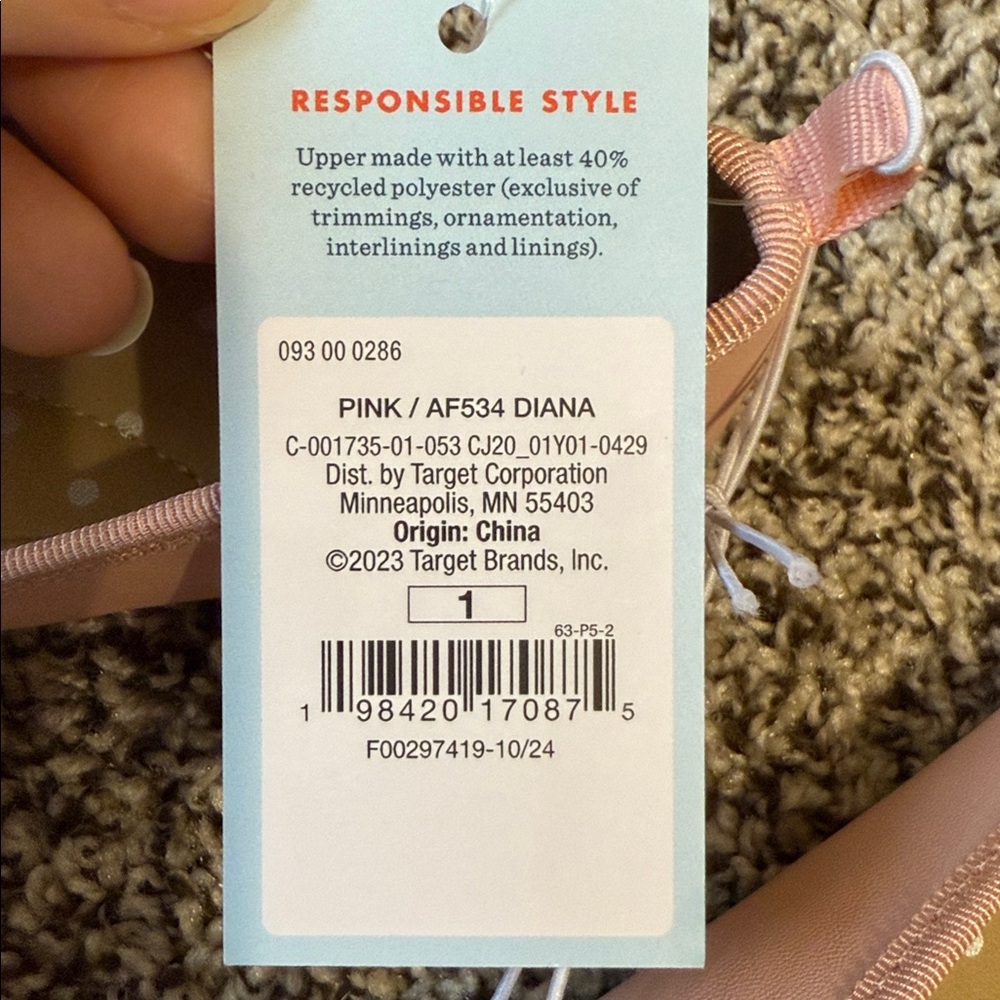 RESPONSIBLE STYLE
Upper made with at least 40%
recycled polyester (exclusive of
trimmings, ornamentation,
interlinings and linings).
093 00 0286
PINK / AF534 DIANA
C-001735-01-053 CJ20_01Y01-0429
Dist. by Target Corporation
Minneapolis, MN 55403
Origin: China
©2023 Target Brands, Inc.
1
63-P5-2
1 98420 17087 5
F00297419-10/24